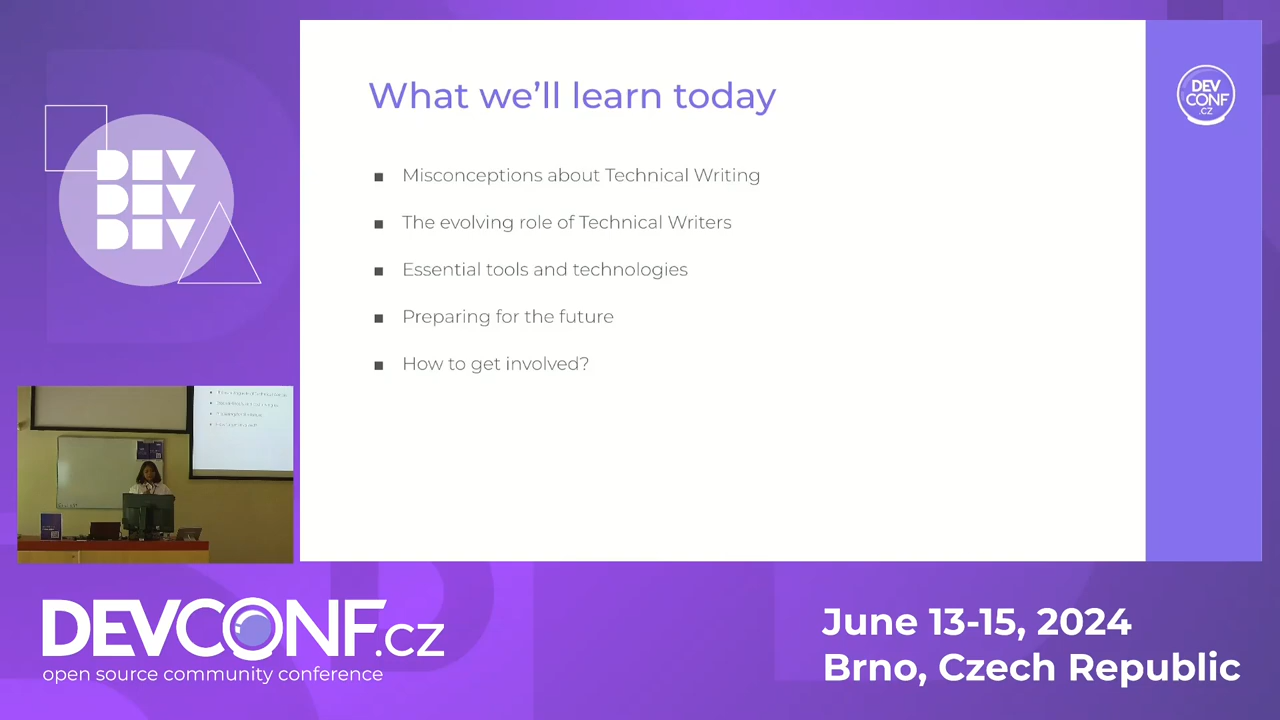 What we'll learn today
■ Misconceptions about Technical Writing
■ The evolving role of Technical Writers
■ Essential tools and technologies
■ Preparing for the future
■ How to get involved?
DEV
CONF
.CZ
DEV
DEV
DEV
DEVCONF.cz
open source community conference
June 13-15, 2024
Brno, Czech Republic